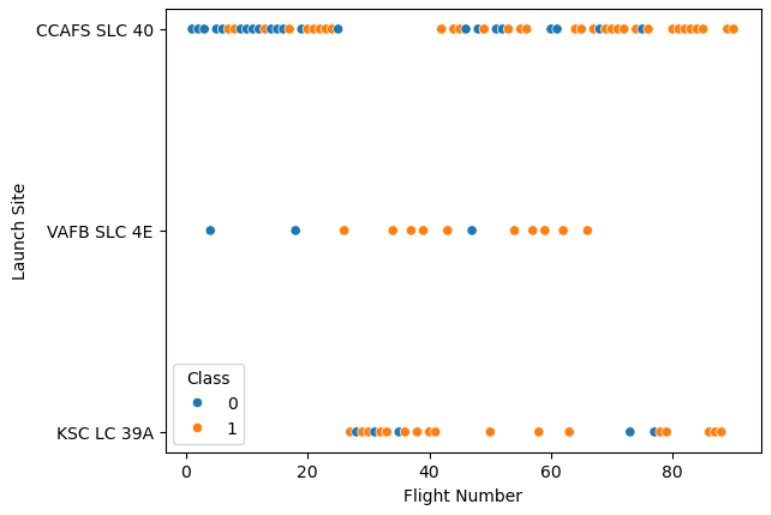 CCAFS SLC 40
VAFB SLC 4E
KSC LC 39A
Launch Site
Class
0
1
0 20 40 60 80
Flight Number